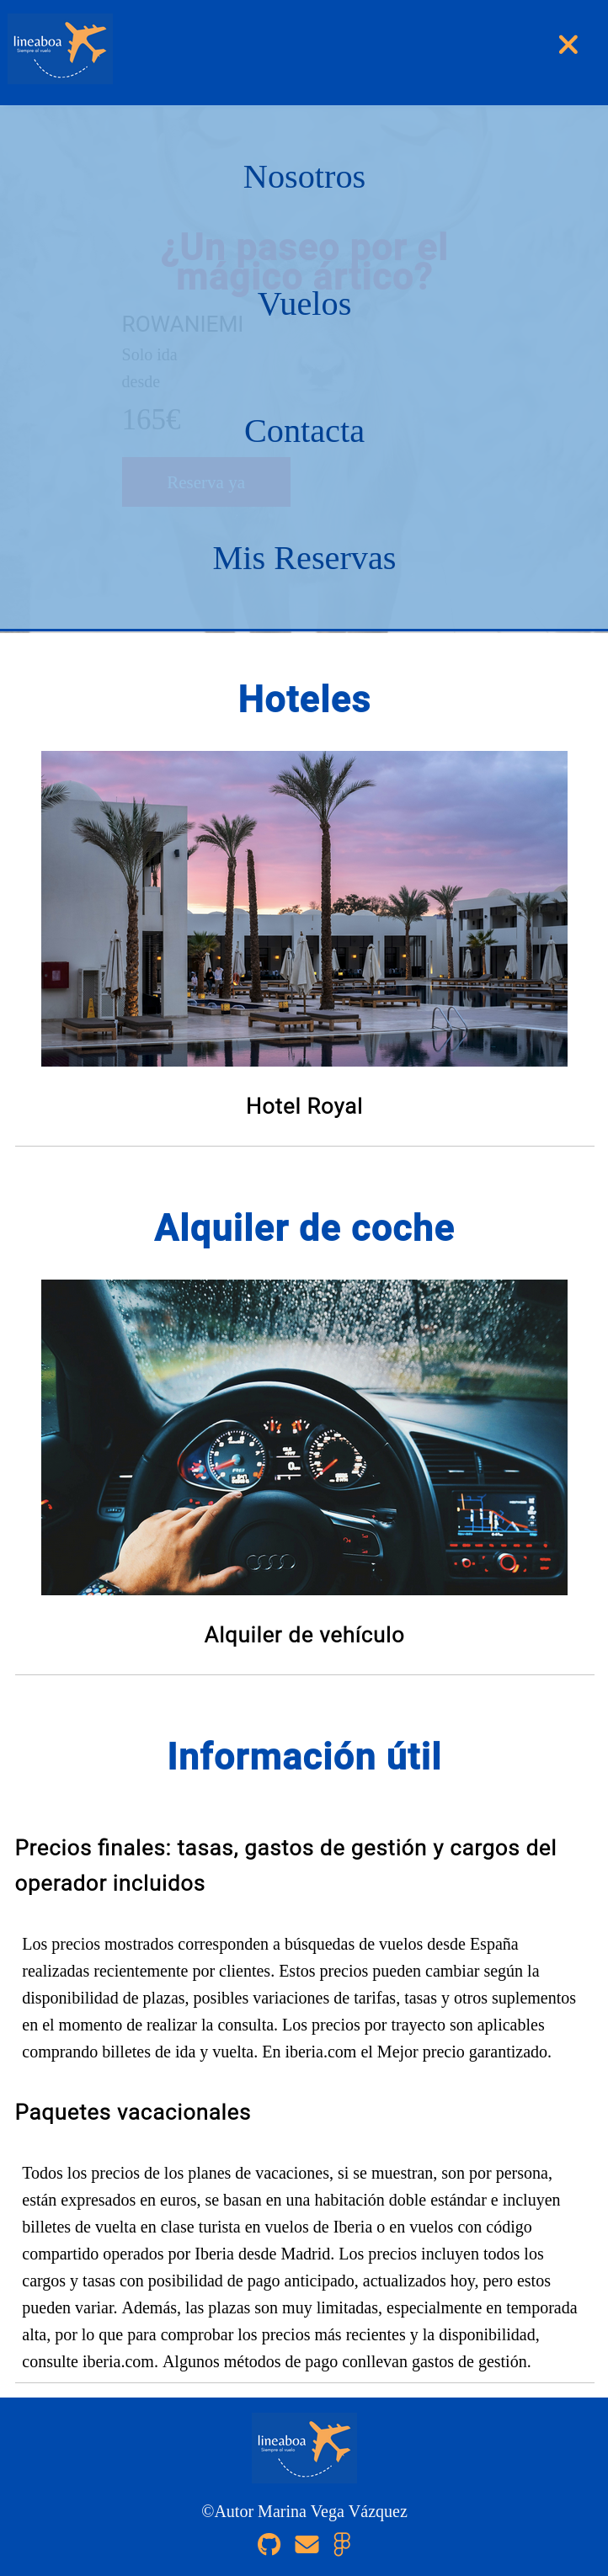 lineaboa
Siempre al vuelo
Nosotros
¿Un paseo por el
mágico ártico?
Vuelos
ROWANIEMI
Solo ida
desde
165€
Contacta
Reserva ya
Mis Reservas
Hoteles
Hotel Royal
Alquiler de coche
Alquiler de vehículo
Información útil
Precios finales: tasas, gastos de gestión y cargos del
operador incluidos
Los precios mostrados corresponden a búsquedas de vuelos desde España
realizadas recientemente por clientes. Estos precios pueden cambiar según la
disponibilidad de plazas, posibles variaciones de tarifas, tasas y otros suplementos
en el momento de realizar la consulta. Los precios por trayecto son aplicables
comprando billetes de ida y vuelta. En iberia.com el Mejor precio garantizado.
Paquetes vacacionales
Todos los precios de los planes de vacaciones, si se muestran, son por persona,
están expresados en euros, se basan en una habitación doble estándar e incluyen
billetes de vuelta en clase turista en vuelos de Iberia o en vuelos con código
compartido operados por Iberia desde Madrid. Los precios incluyen todos los
cargos y tasas con posibilidad de pago anticipado, actualizados hoy, pero estos
pueden variar. Además, las plazas son muy limitadas, especialmente en temporada
alta, por lo que para comprobar los precios más recientes y la disponibilidad,
consulte iberia.com. Algunos métodos de pago conllevan gastos de gestión.
lineaboa
Siempre al vuelo
©Autor Marina Vega Vázquez